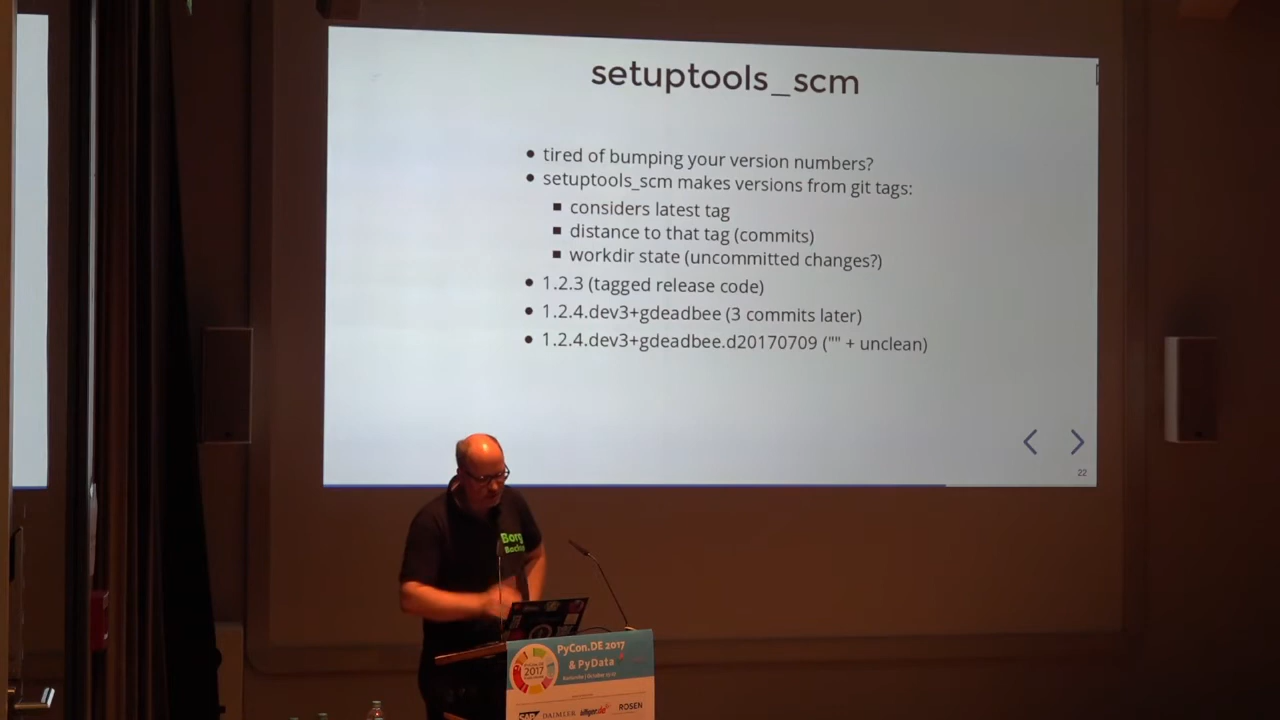 setuptools_scm
• tired of bumping your version numbers?
• setuptools_scm makes versions from git tags:
▪ considers latest tag
▪ distance to that tag (commits)
▪ workdir state (uncommitted changes?)
• 1.2.3 (tagged release code)
• 1.2.4.dev3+gdeadbee (3 commits later)
• 1.2.4.dev3+gdeadbee.d20170709 ("" + unclean)
22
Borg
PyCon.DE 2017
& PyData
2017
SAP DAIMLER ROSEN